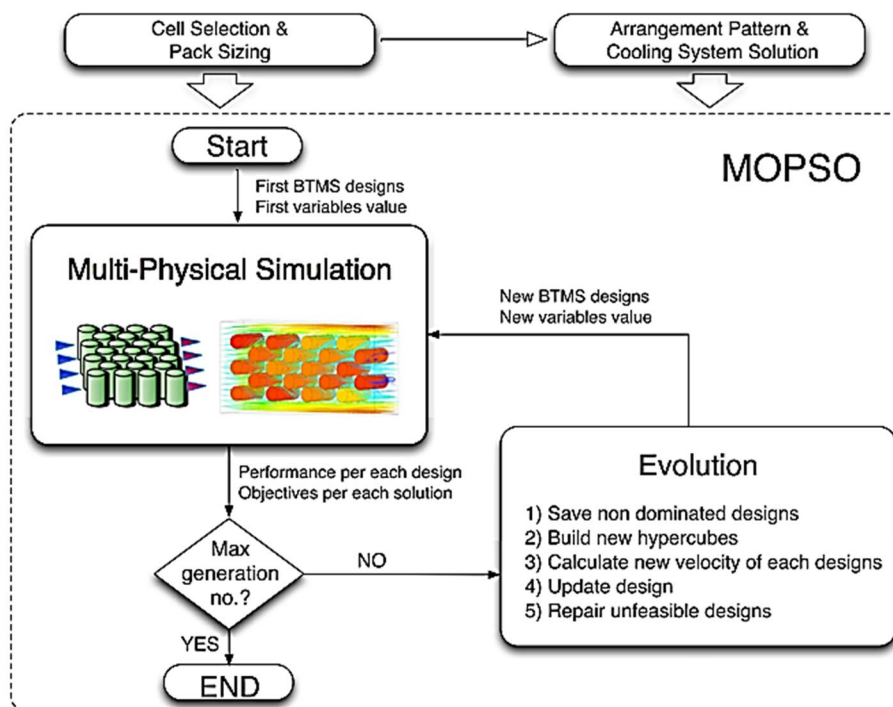 Cell Selection &
Pack Sizing
Arrangement Pattern &
Cooling System Solution
Start
MOPSO
First BTMS designs
First variables value
Multi-Physical Simulation
New BTMS designs
New variables value
Performance per each design
Objectives per each solution
Evolution
1) Save non dominated designs
2) Build new hypercubes
3) Calculate new velocity of each designs
4) Update design
5) Repair unfeasible designs
Max
generation
no.?
NO
YES
END